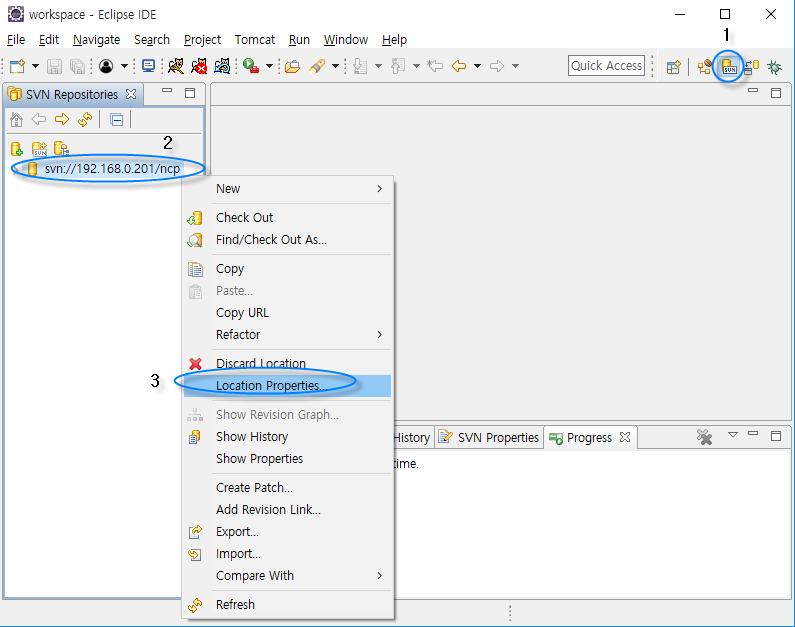 workspace - Eclipse IDE
File Edit Navigate Search Project Tomcat Run Window Help
1
Quick Access
SVN
SVN Repositories
2
svn://192.168.0.201/ncp
New
Check Out
Find/Check Out As...
Copy
Paste...
Copy URL
Refactor
Discard Location
3
Location Properties...
Show Revision Graph...
Show History
Show Properties
Create Patch...
Add Revision Link...
Export...
Import...
Compare With
Refresh
History SVN Properties Progress
time.